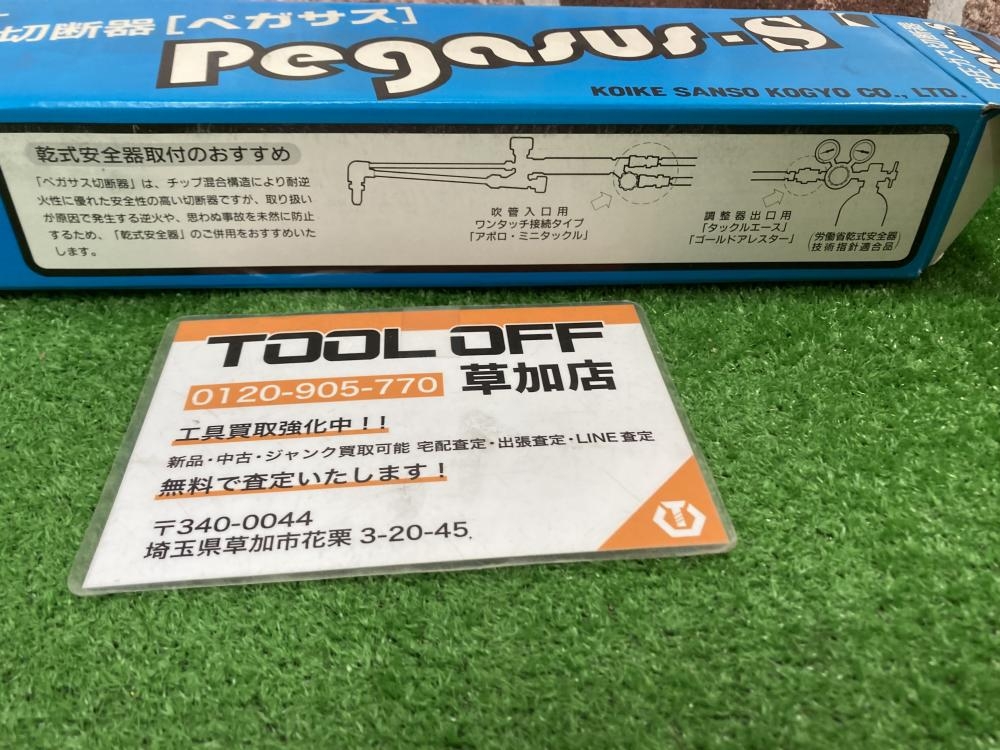 切断器[ペガサス]
Pegasus-S
KOIKE SANSO KOGYO CO., LTD.
乾式安全器取付のおすすめ
「ペガサス切断器」は、チップ混合構造により耐逆
火性に優れた安全性の高い切断器ですが、取り扱い
が原因で発生する逆火や、思わぬ事故を未然に防止
するため、「乾式安全器」のご併用をおすすめいた
します。
吹管入口用
ワンタッチ接続タイプ
「アポロ・ミニタックル」
調整器出口用
「タックルエース」
「ゴールドアレスター」
(労働省乾式安全器
技術指針適合品)
TOOL OFF
0120-905-770 草加店
工具買取強化中!!
新品・中古・ジャンク買取可能 宅配査定・出張査定・LINE査定
無料で査定いたします!
〒340-0044
埼玉県草加市花栗 3-20-45.